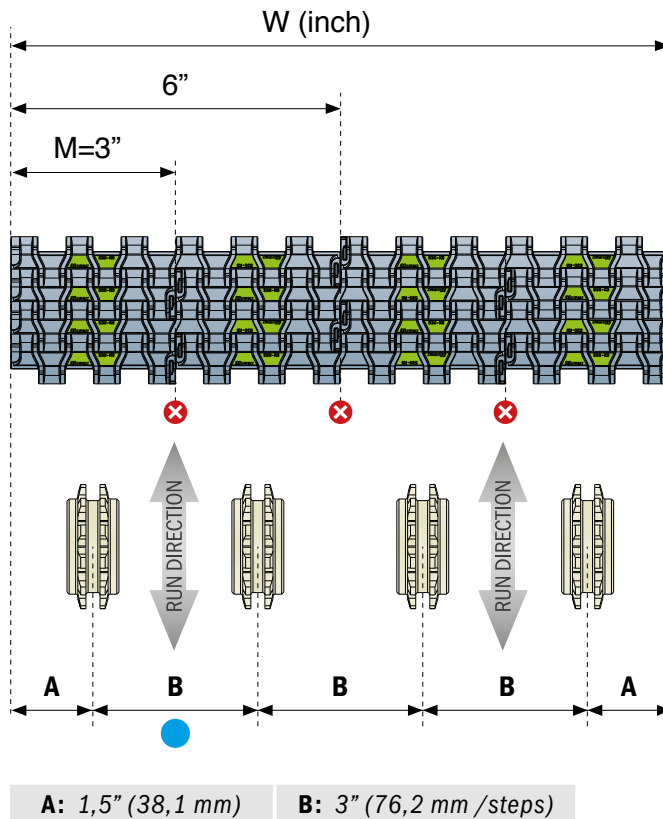 W (inch)
6”
M=3”
RUN DIRECTION
RUN DIRECTION
A
B
B
B
A
A: 1,5” (38,1 mm)
B: 3” (76,2 mm /steps)